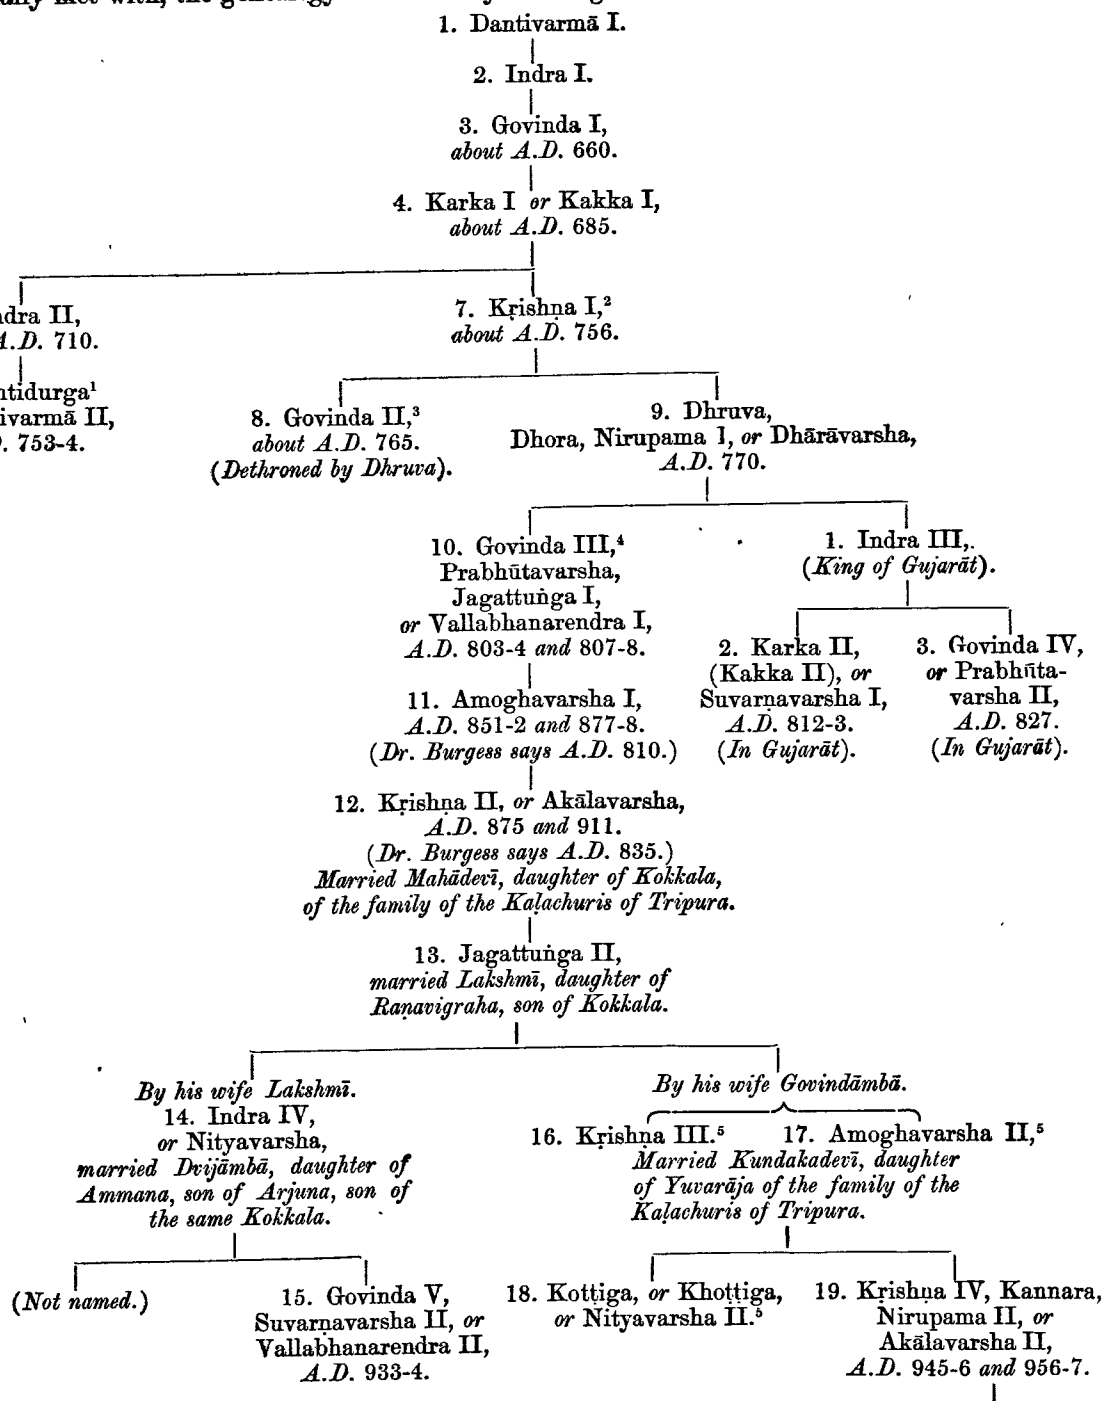 1. Dantivarmā I.
2. Indra I.
3. Govinda I,
about A.D. 660.
4. Karka I or Kakka I,
about A.D. 685.
dra II,
A.D. 710.
tidurga¹
ivarmā II,
753-4.
7. Kṛishṇa I,²
about A.D. 756.
8. Govinda II,³
about A.D. 765.
(Dethroned by Dhruva).
9. Dhruva,
Dhora, Nirupama I, or Dhārāvarsha,
A.D. 770.
10. Govinda III,⁴
Prabhūtavarsha,
Jagattuṅga I,
or Vallabhanarendra I,
A.D. 803-4 and 807-8.
1. Indra III,.
(King of Gujarāt).
2. Karka II,
(Kakka II), or
Suvarṇavarsha I,
A.D. 812-3.
(In Gujarāt).
3. Govinda IV,
or Prabhūta-
varsha II,
A.D. 827.
(In Gujarāt).
11. Amoghavarsha I,
A.D. 851-2 and 877-8.
(Dr. Burgess says A.D. 810.)
12. Kṛishṇa II, or Akālavarsha,
A.D. 875 and 911.
(Dr. Burgess says A.D. 835.)
Married Mahādevī, daughter of Kokkala,
of the family of the Kaḷachuris of Tripura.
13. Jagattuṅga II,
married Lakshmī, daughter of
Raṇavigraha, son of Kokkala.
By his wife Lakshmī.
14. Indra IV,
or Nityavarsha,
married Dvijāmbā, daughter of
Ammana, son of Arjuna, son of
the same Kokkala.
By his wife Govindāmbā.
16. Kṛishṇa III.⁵ 17. Amoghavarsha II,⁵
Married Kundakadevī, daughter
of Yuvarāja of the family of the
Kaḷachuris of Tripura.
(Not named.)
15. Govinda V,
Suvarṇavarsha II, or
Vallabhanarendra II,
A.D. 933-4.
18. Koṭṭiga, or Khoṭṭiga,
or Nityavarsha II.⁵
19. Kṛishṇa IV, Kannara,
Nirupama II, or
Akālavarsha II,
A.D. 945-6 and 956-7.